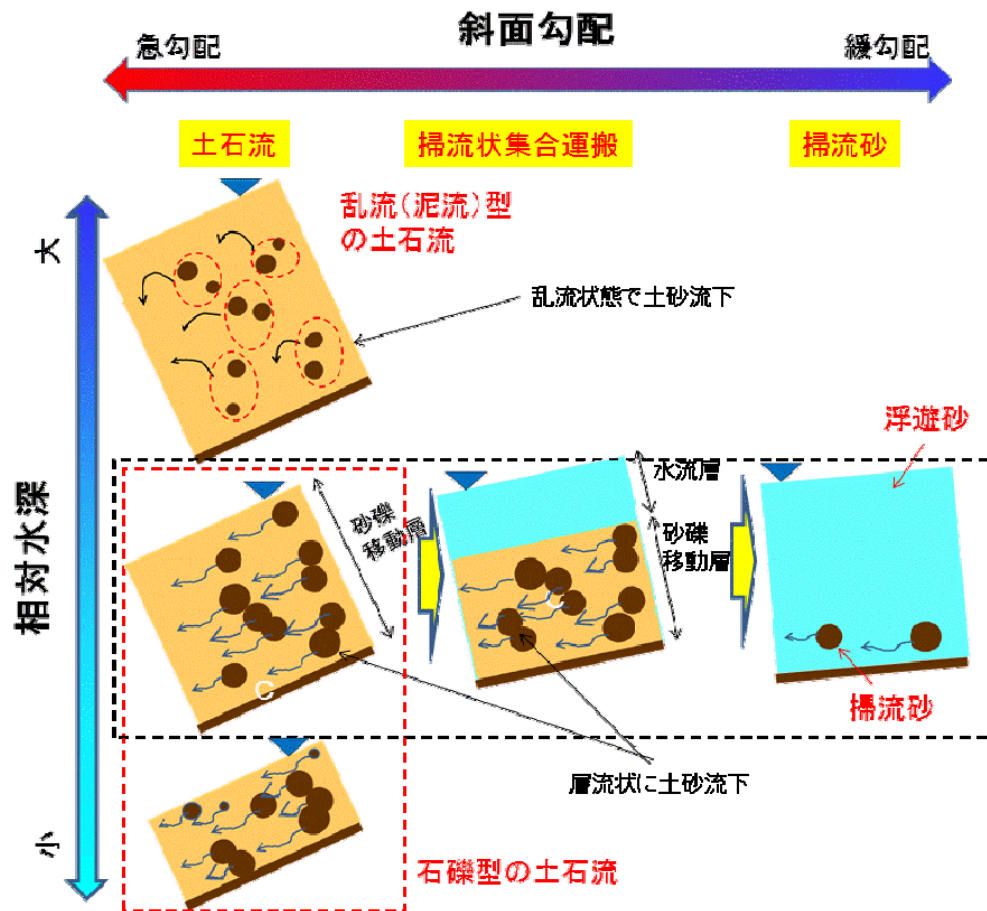 斜面勾配
急勾配
緩勾配
土石流
掃流状集合運搬
掃流砂
大
乱流(泥流)型
の土石流
乱流状態で土砂流下
浮遊砂
相対水深
砂礫
移動層
水流層
砂礫
移動層
C
C
掃流砂
層流状に土砂流下
小
石礫型の土石流